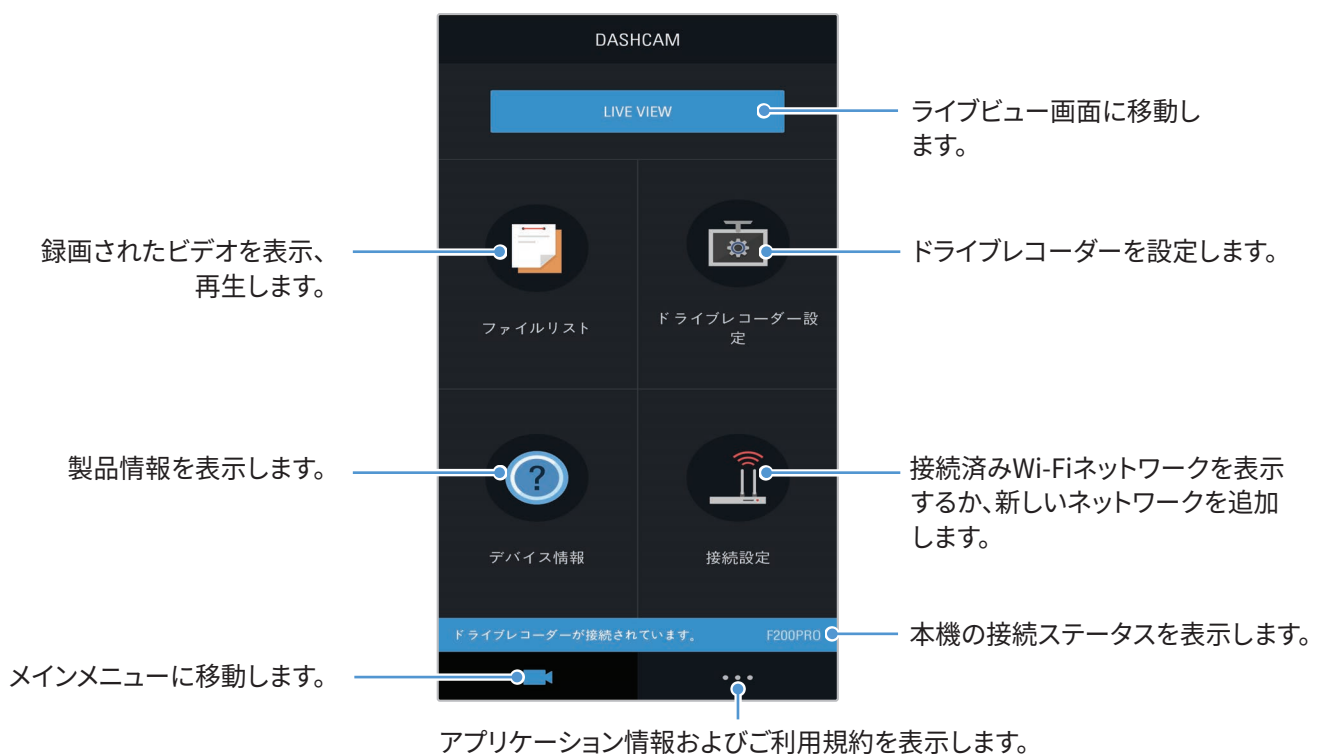 DASHCAM
LIVE VIEW
ライブビュー画面に移動し
ます。
録画されたビデオを表示、
再生します。
ファイルリスト
ドライブレコーダー設
定
ドライブレコーダーを設定します。
製品情報を表示します。
デバイス情報
接続設定
接続済みWi-Fiネットワークを表示
するか、新しいネットワークを追加
します。
ドライブレコーダーが接続されています。 F200PRO
本機の接続ステータスを表示します。
メインメニューに移動します。
アプリケーション情報およびご利用規約を表示します。